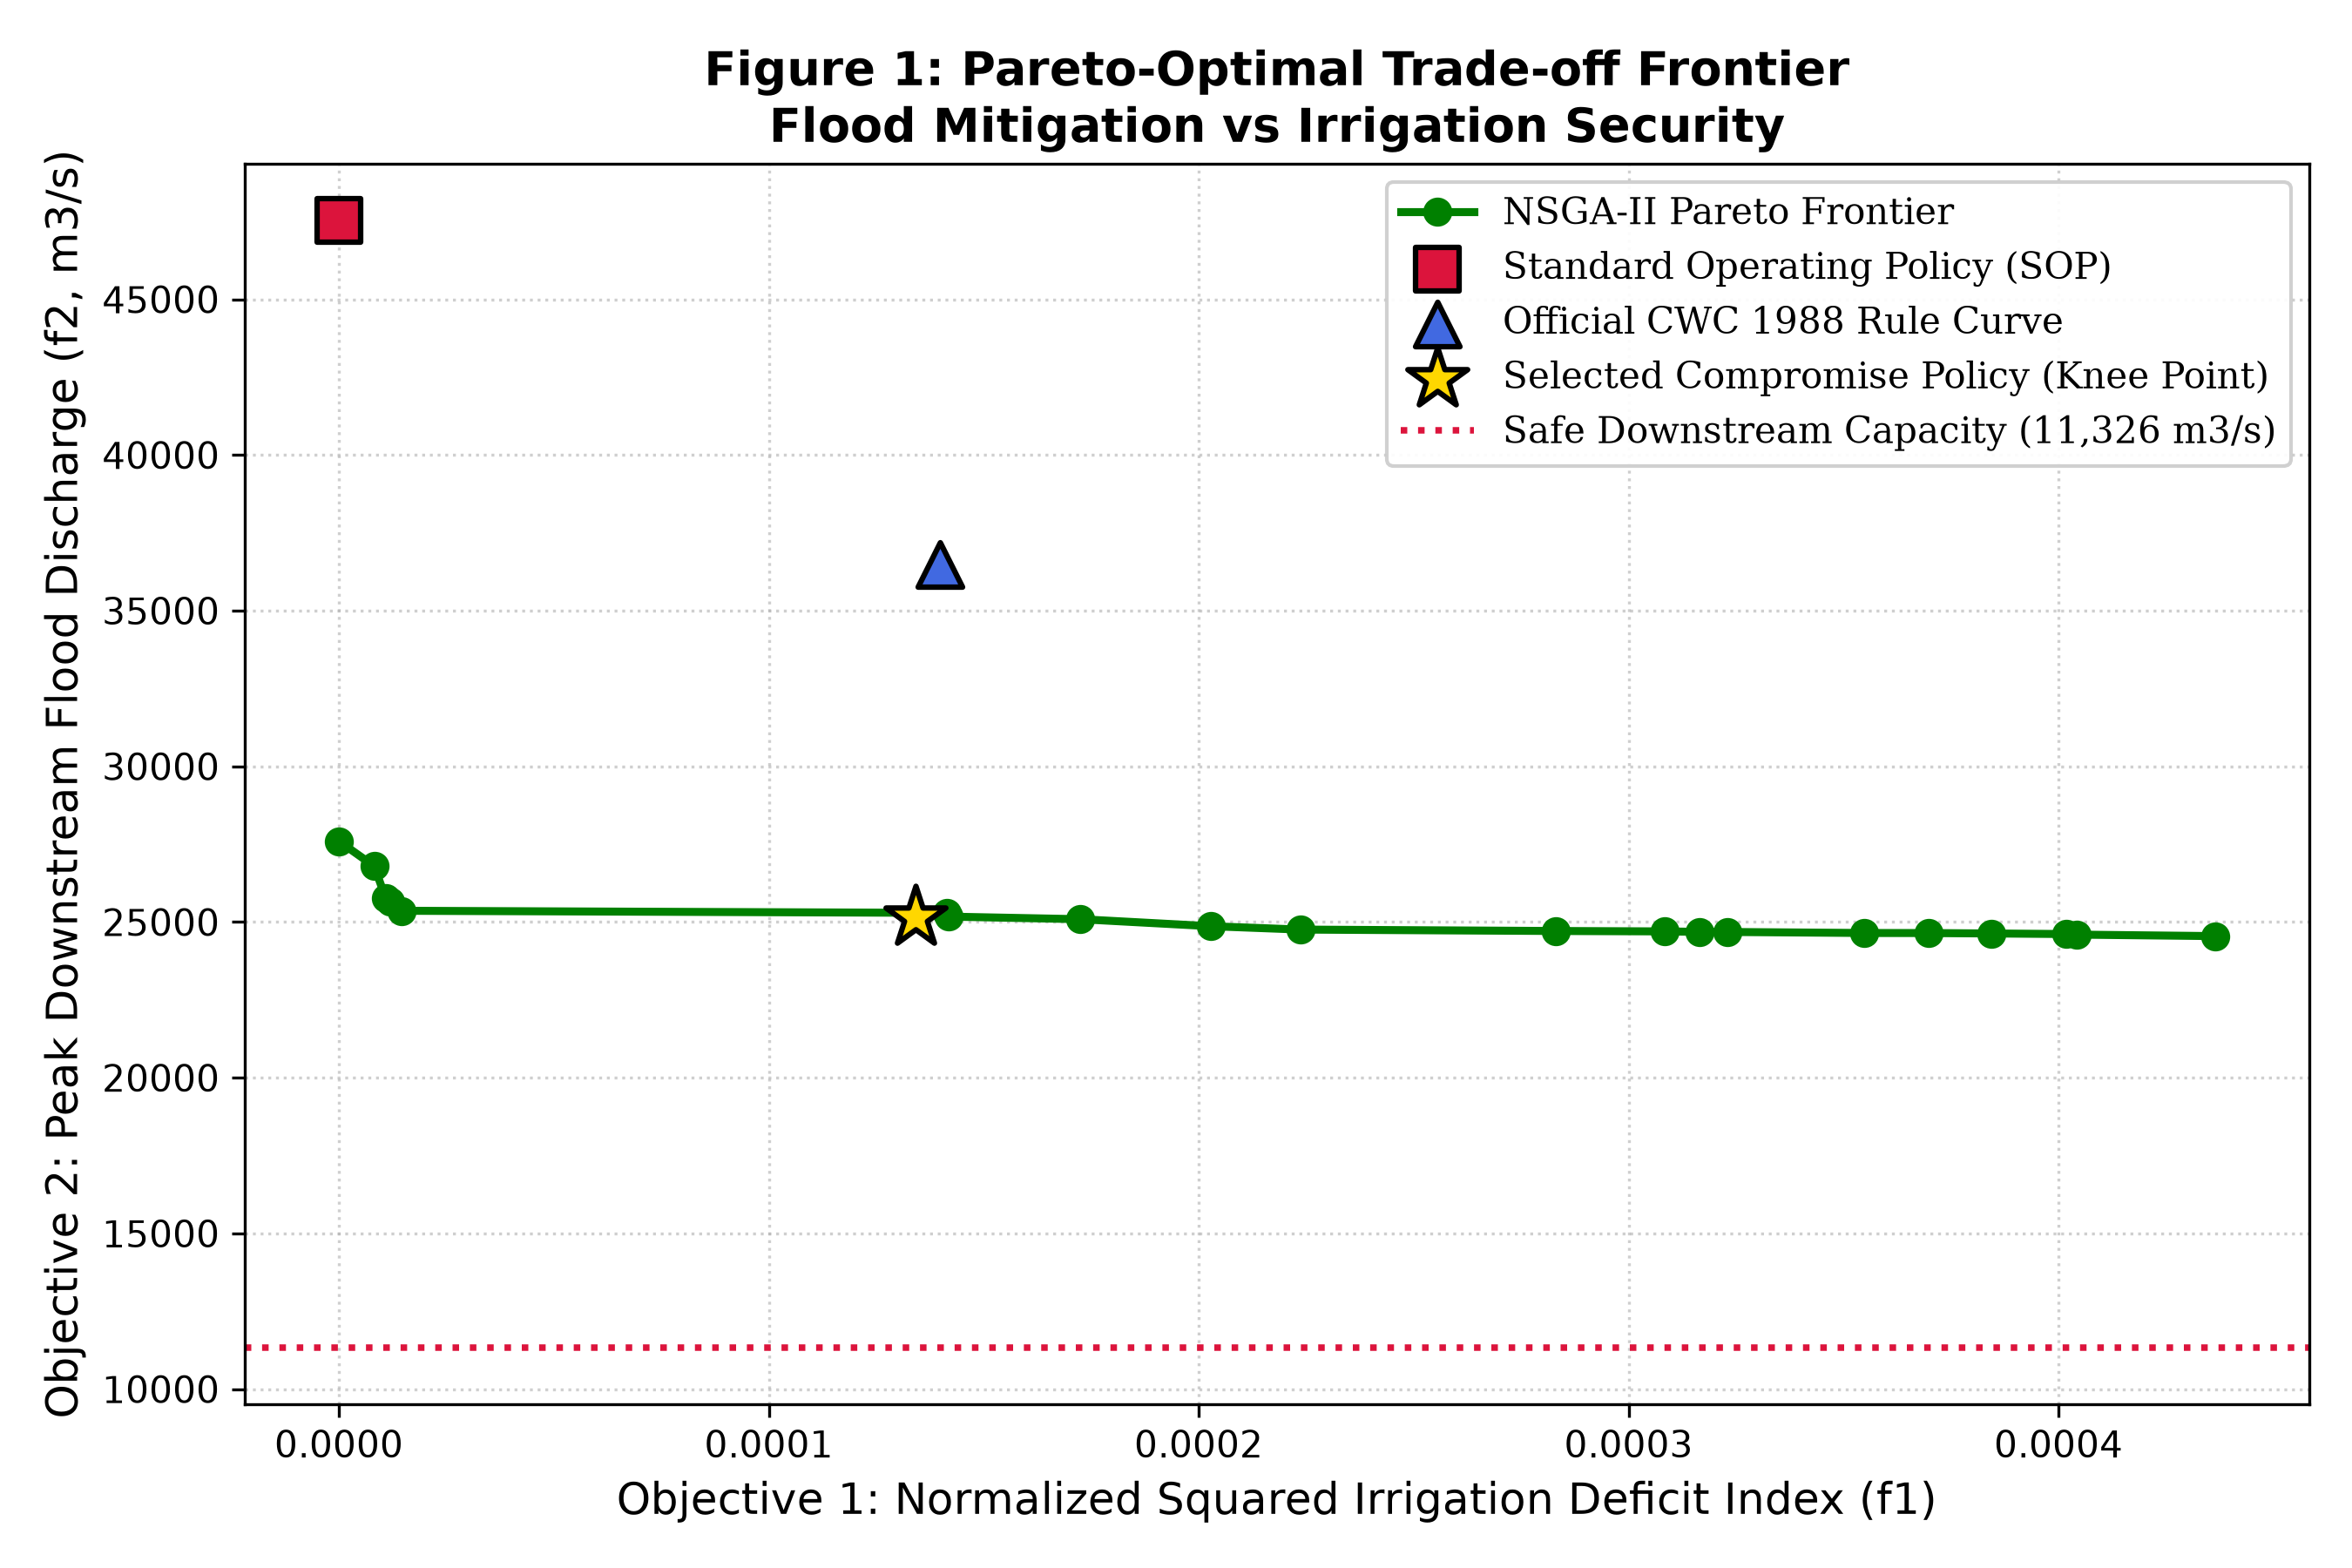 Figure 1: Pareto-Optimal Trade-off Frontier
Flood Mitigation vs Irrigation Security
Objective 2: Peak Downstream Flood Discharge (f2, m3/s)
45000
40000
35000
30000
25000
20000
15000
10000
NSGA-II Pareto Frontier
Standard Operating Policy (SOP)
Official CWC 1988 Rule Curve
Selected Compromise Policy (Knee Point)
Safe Downstream Capacity (11,326 m3/s)
0.0000
0.0001
0.0002
0.0003
0.0004
Objective 1: Normalized Squared Irrigation Deficit Index (f1)